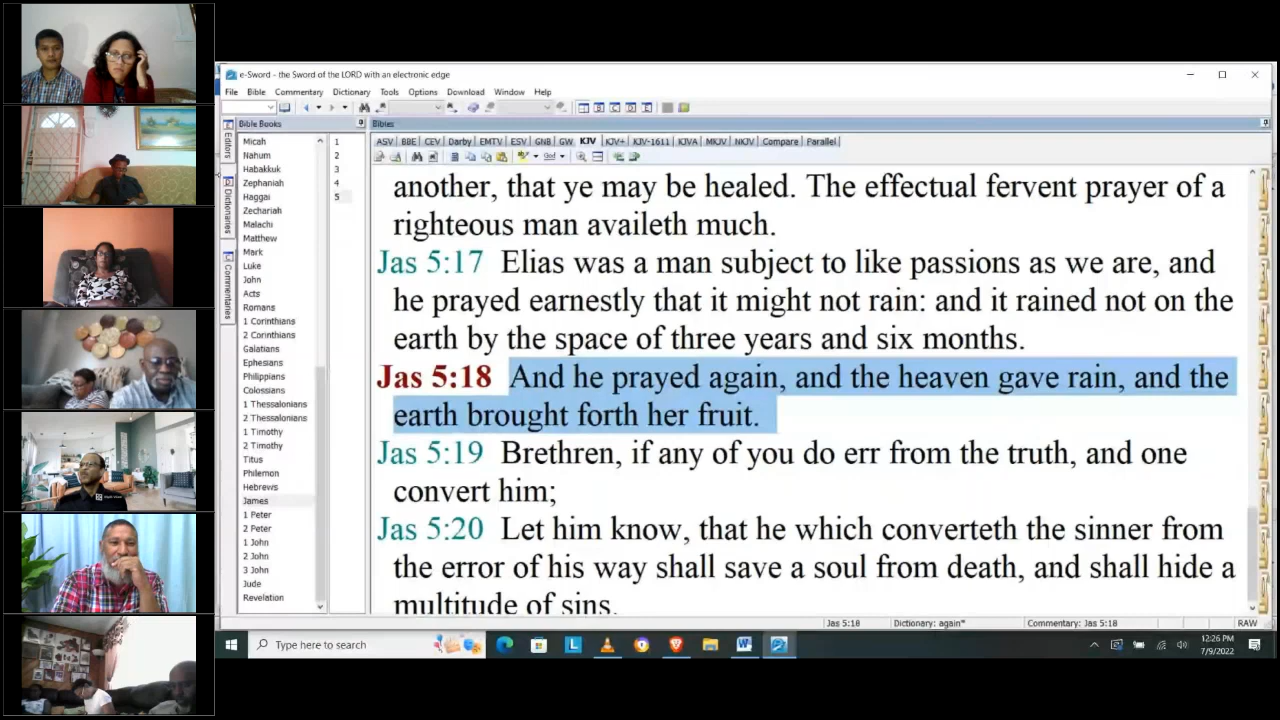 e-Sword - the Sword of the LORD with an electronic edge
File Bible Commentary Dictionary Tools Options Download Window Help
Bible Books
Bibles
Editors
Dictionaries
Commentaries
Micah
Nahum
Habakkuk
Zephaniah
Haggai
Zechariah
Malachi
Matthew
Mark
Luke
John
Acts
Romans
1 Corinthians
2 Corinthians
Galatians
Ephesians
Philippians
Colossians
1 Thessalonians
2 Thessalonians
1 Timothy
2 Timothy
Titus
Philemon
Hebrews
James
1 Peter
2 Peter
1 John
2 John
3 John
Jude
Revelation
1
2
3
4
5
ASV BBE CEV Darby EMTV ESV GNB GW KJV KJV+ KJV-1611 KJVA MKJV NKJV Compare Parallel
another, that ye may be healed. The effectual fervent prayer of a
righteous man availeth much.
Jas 5:17 Elias was a man subject to like passions as we are, and
he prayed earnestly that it might not rain: and it rained not on the
earth by the space of three years and six months.
Jas 5:18 And he prayed again, and the heaven gave rain, and the
earth brought forth her fruit.
Jas 5:19 Brethren, if any of you do err from the truth, and one
convert him;
Jas 5:20 Let him know, that he which converteth the sinner from
the error of his way shall save a soul from death, and shall hide a
multitude of sins.
Jas 5:18 Dictionary: again* Commentary: Jas 5:18 RAW
Type here to search
12:26 PM
7/9/2022